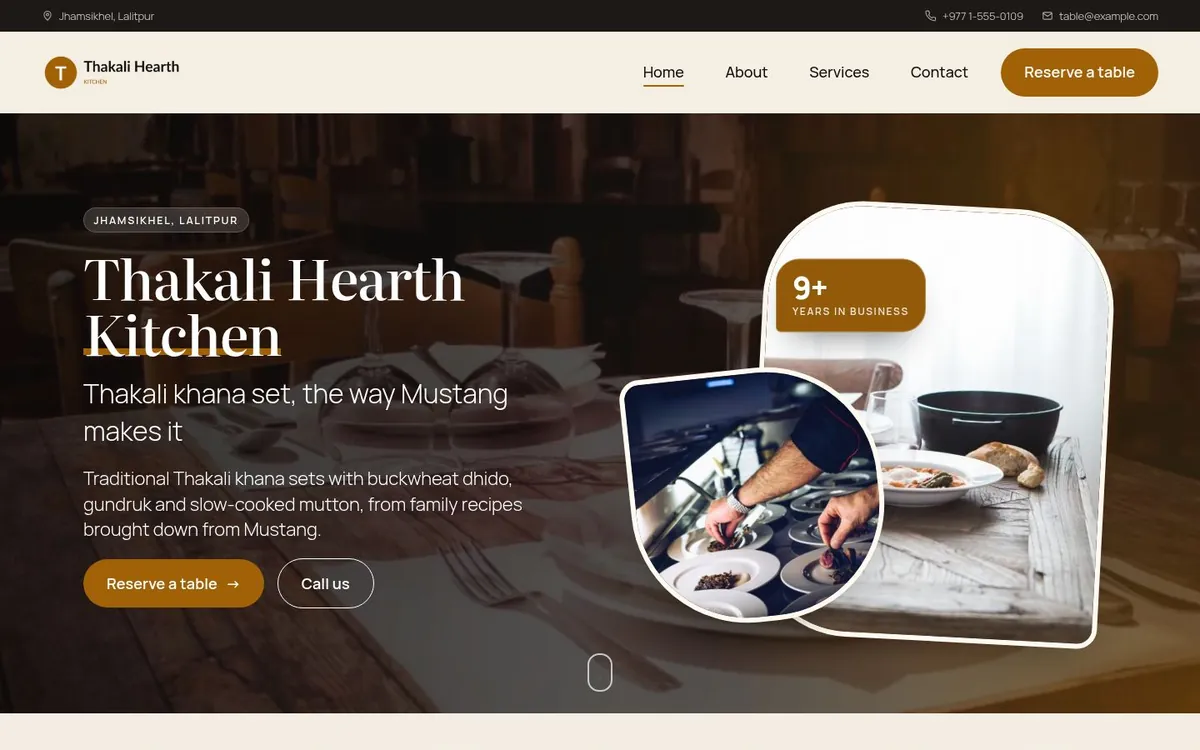 Jhamsikhel, Lalitpur
+977 1-555-0109
table@example.com
T
Thakali Hearth
KITCHEN
Home
About
Services
Contact
Reserve a table
JHAMSIKHEL, LALITPUR
Thakali Hearth
Kitchen
Thakali khana set, the way Mustang
makes it
Traditional Thakali khana sets with buckwheat dhido,
gundruk and slow-cooked mutton, from family recipes
brought down from Mustang.
Reserve a table →
Call us
9+
YEARS IN BUSINESS